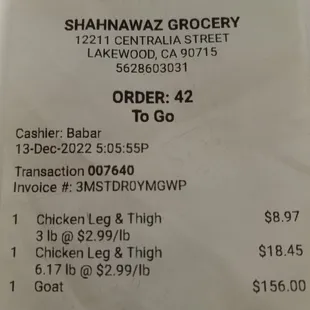 SHAHNAWAZ GROCERY
12211 CENTRALIA STREET
LAKEWOOD, CA 90715
5628603031
ORDER: 42
To Go
Cashier: Babar
13-Dec-2022 5:05:55P
Transaction 007640
Invoice #: 3MSTDR0YMGWP
1 Chicken Leg & Thigh $8.97
3 lb @ $2.99/lb
1 Chicken Leg & Thigh $18.45
6.17 lb @ $2.99/lb
1 Goat $156.00